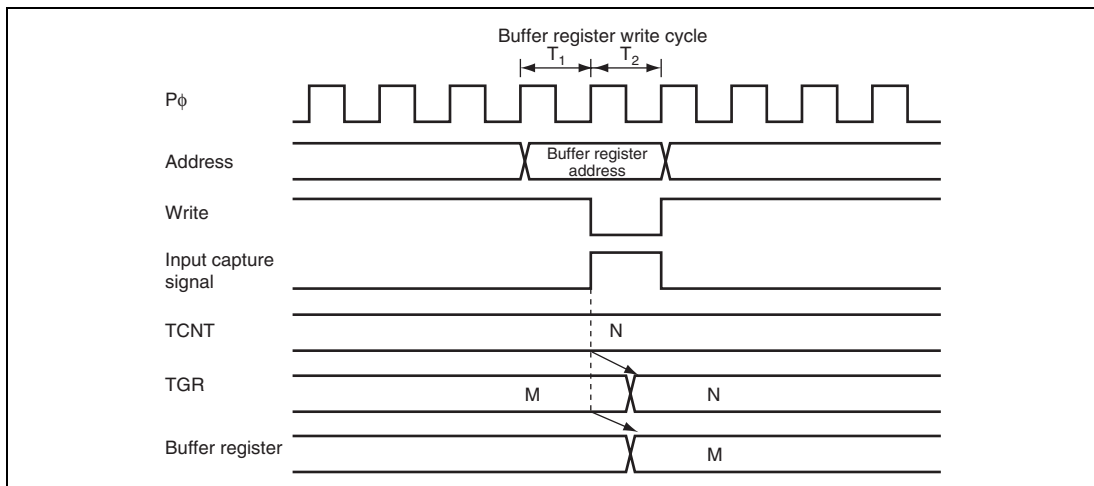 Buffer register write cycle
T1 T2
Pϕ
Address
Buffer register
address
Write
Input capture
signal
TCNT
N
TGR
M N
Buffer register
M